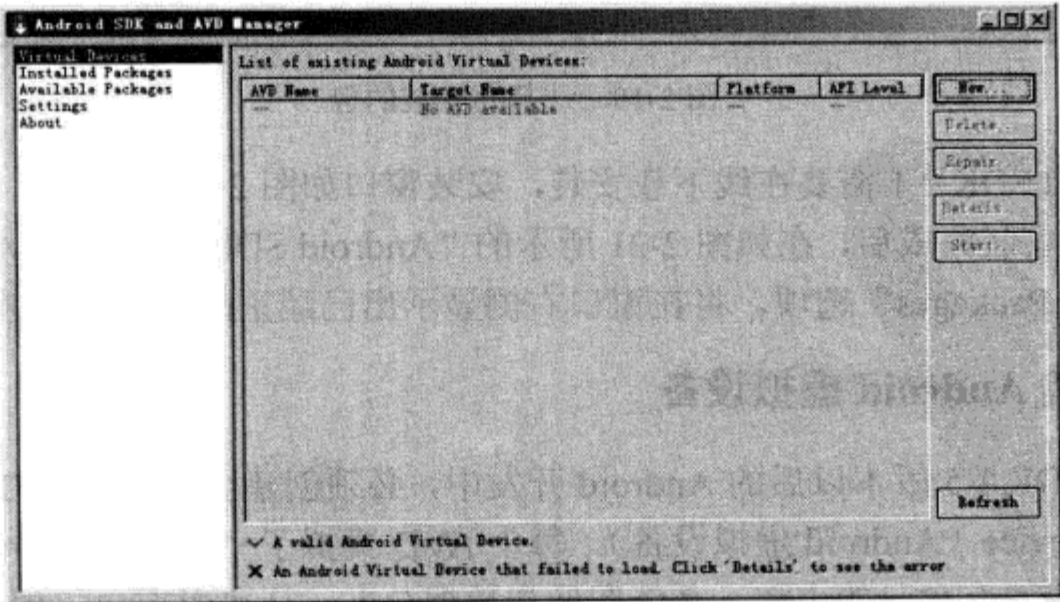 Android SDK and AVD Manager
Virtual Devices
Installed Packages
Available Packages
Settings
About
List of existing Android Virtual Devices:
AVD Name Target Name Platform API Level
-- No AVD available -- --
New...
Delete...
Repair...
Details...
Start...
Refresh
A valid Android Virtual Device.
An Android Virtual Device that failed to load. Click 'Details' to see the error